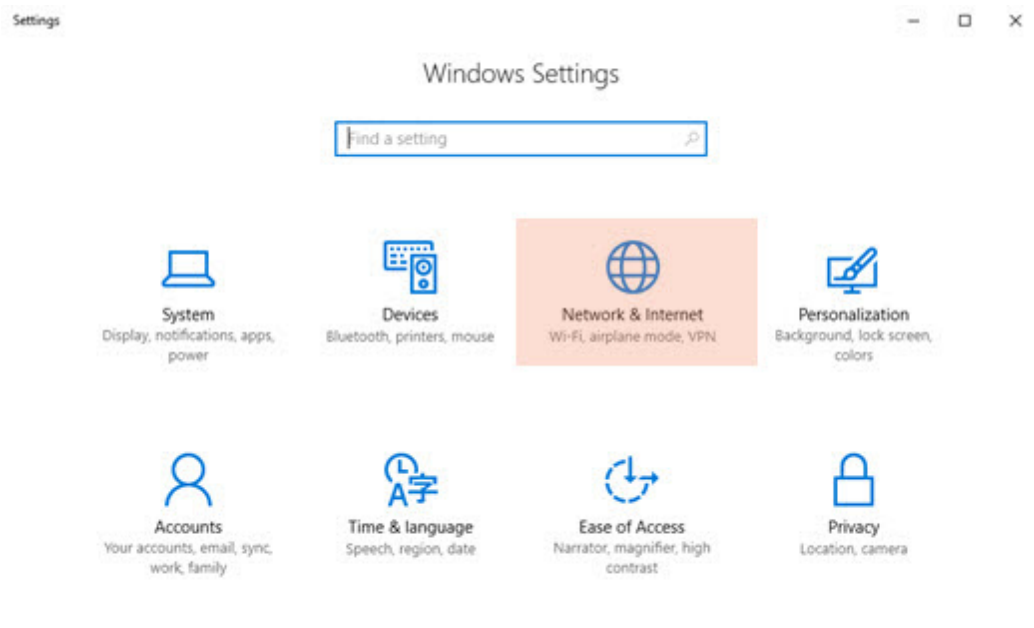 Settings
Windows Settings
Find a setting
System
Display, notifications, apps,
power
Devices
Bluetooth, printers, mouse
Network & Internet
Wi-Fi, airplane mode, VPN
Personalization
Background, lock screen,
colors
Accounts
Your accounts, email, sync,
work, family
A字
Time & language
Speech, region, date
Ease of Access
Narrator, magnifier, high
contrast
Privacy
Location, camera